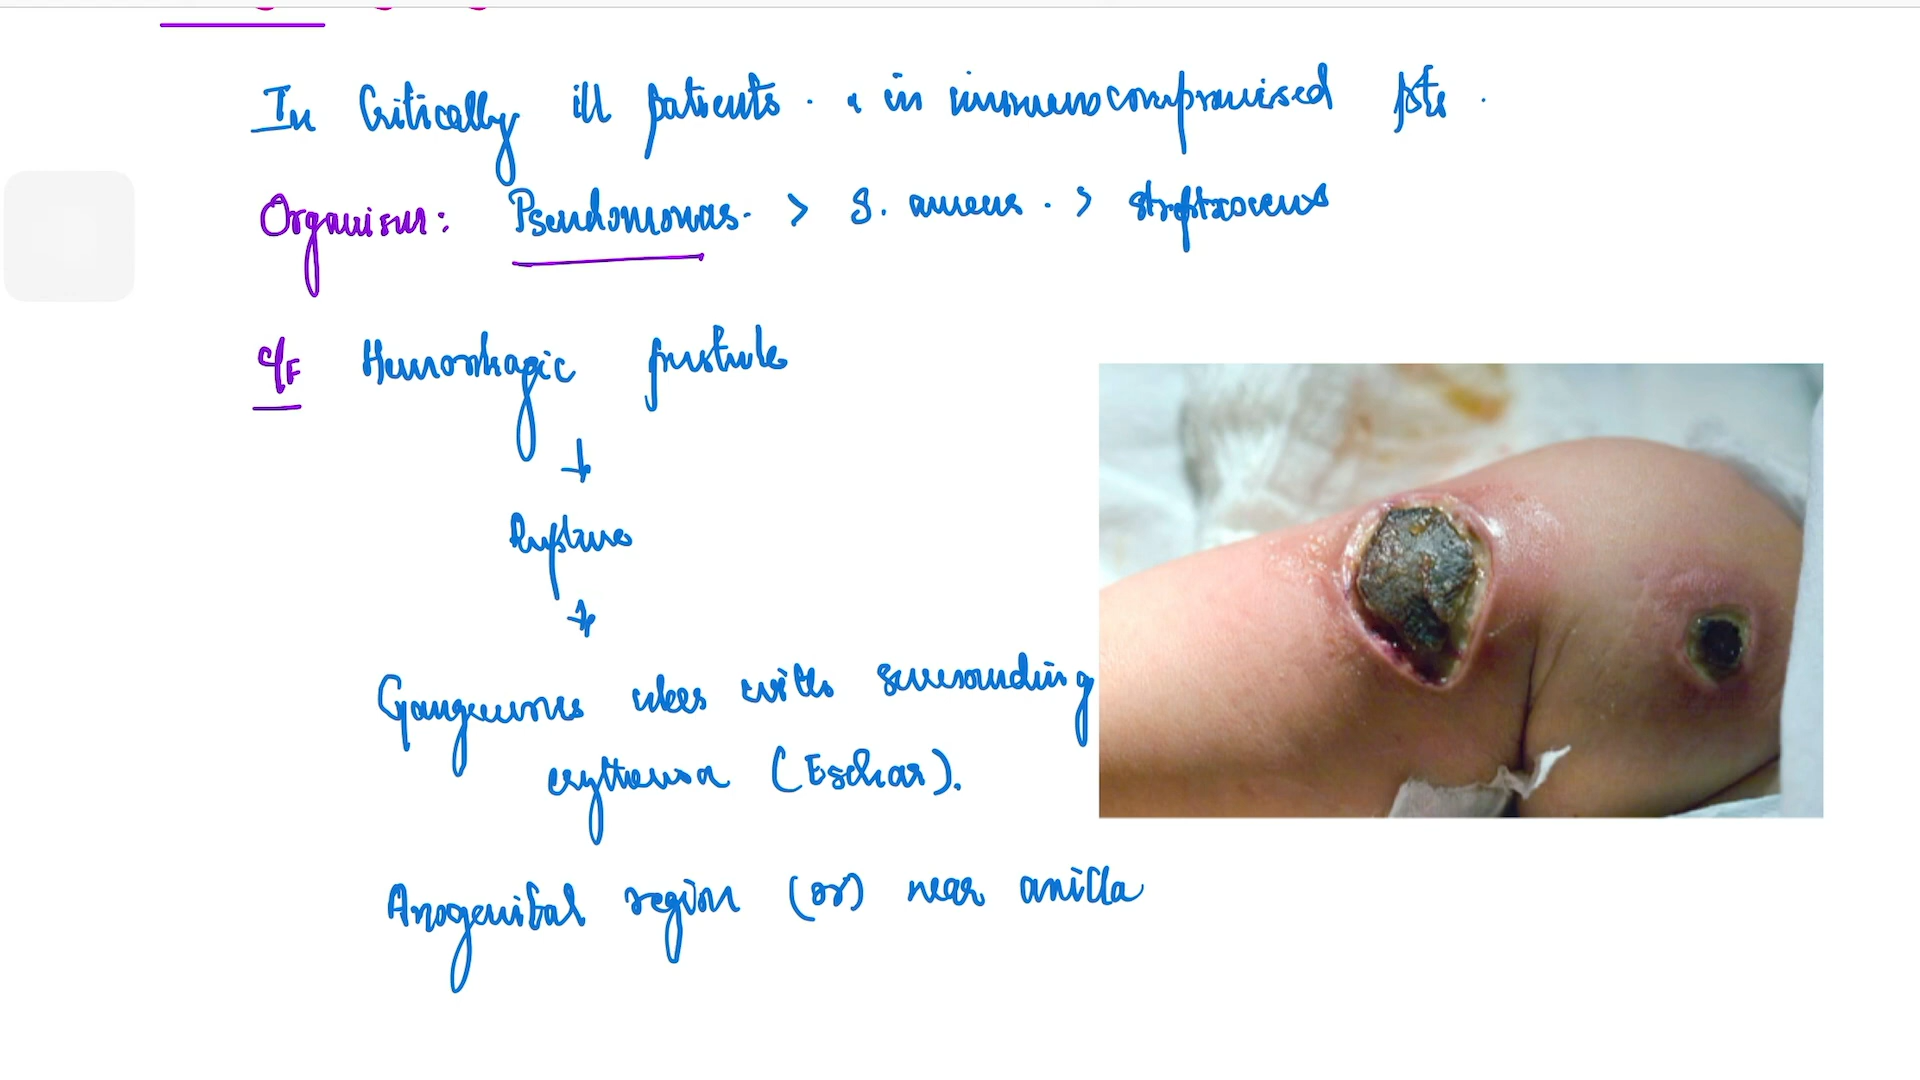 In Critically ill patients. & in immunocompromised pts.
Organism: Pseudomonas. > S. aureus. > streptococcus
C/F Hemorrhagic pustule
↓
Rupture
↓
Gangrenous ulcer with surrounding
erythema (Eschar).
Anogenital region (or) near axilla